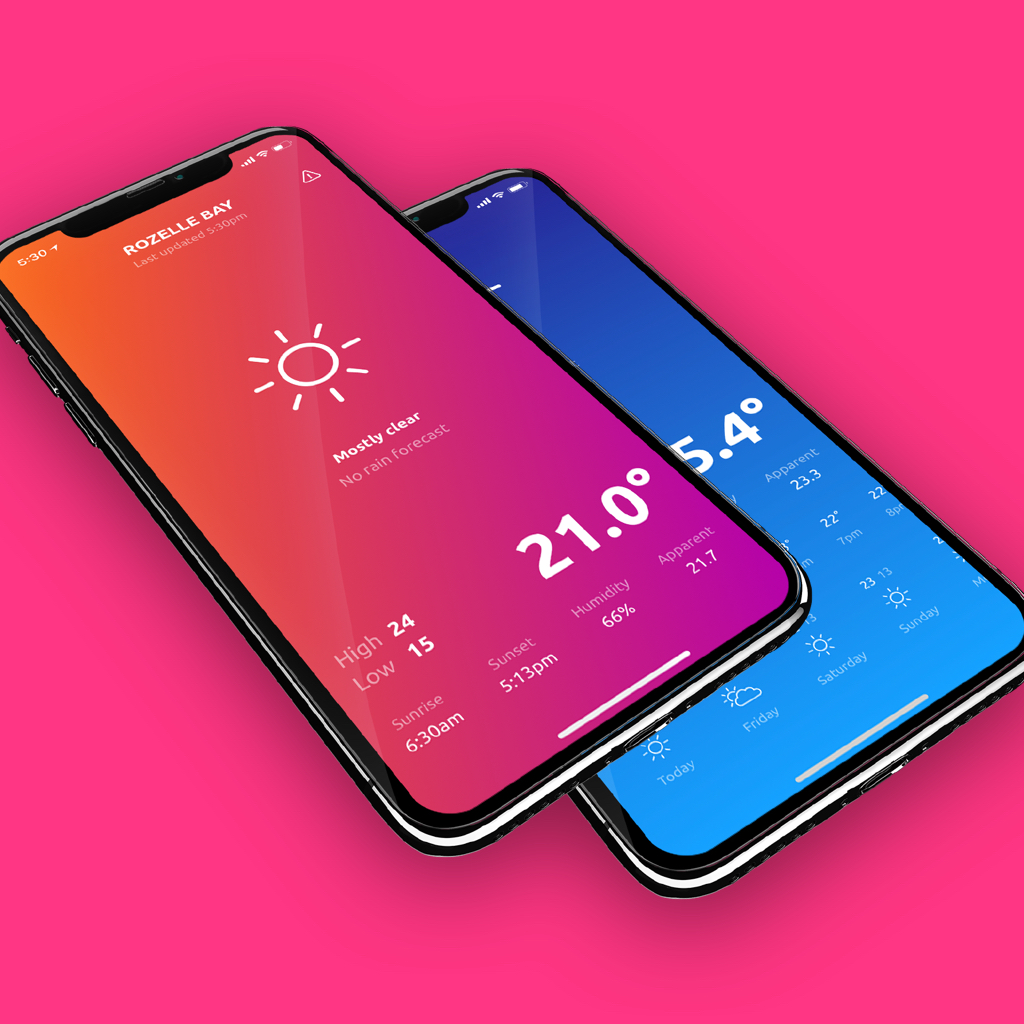 5:30
ROZELLE BAY
Last updated 5:30pm
Mostly clear
No rain forecast
21.0°
High 24
Low 15
Sunrise
6:30am
Sunset
5:13pm
Humidity
66%
Apparent
21.7
5.4°
Apparent
23.3
22°
7pm
22
23 13
Sunday
Saturday
Friday
Today